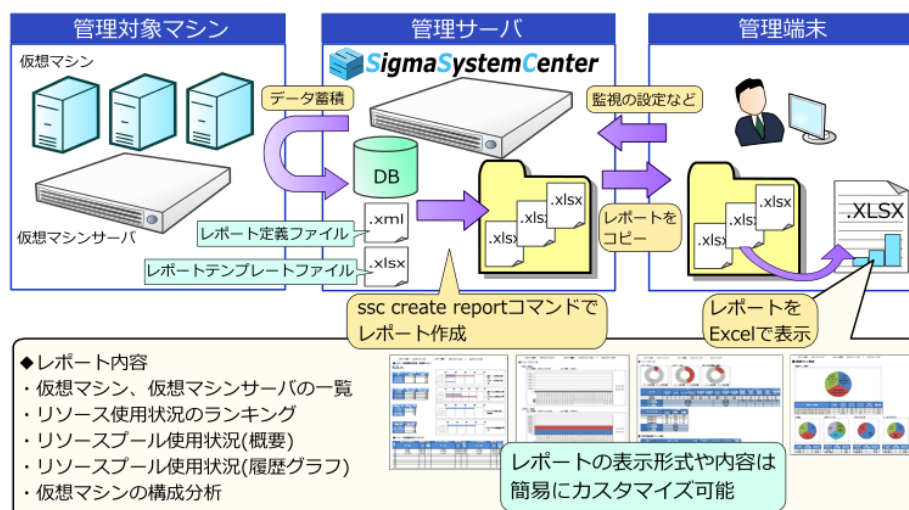 管理対象マシン
管理サーバ
管理端末
仮想マシン
SigmaSystemCenter
データ蓄積
監視の設定など
DB
.xml
.xlsx
.xlsx
.xlsx
.xlsx
.xlsx
.xlsx
.xlsx
.XLSX
仮想マシンサーバ
レポート定義ファイル
レポートテンプレートファイル
レポートを
コピー
ssc create reportコマンドで
レポート作成
レポートを
Excelで表示
◆レポート内容
・仮想マシン、仮想マシンサーバの一覧
・リソース使用状況のランキング
・リソースプール使用状況(概要)
・リソースプール使用状況(履歴グラフ)
・仮想マシンの構成分析
レポートの表示形式や内容は
簡易にカスタマイズ可能